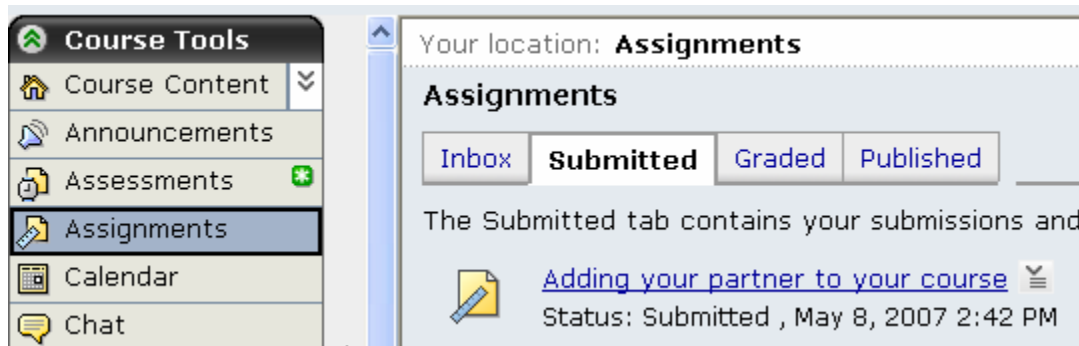 Course Tools
Course Content
Announcements
Assessments
Assignments
Calendar
Chat
Your location: Assignments
Assignments
Inbox
Submitted
Graded
Published
The Submitted tab contains your submissions and
Adding your partner to your course
Status: Submitted , May 8, 2007 2:42 PM